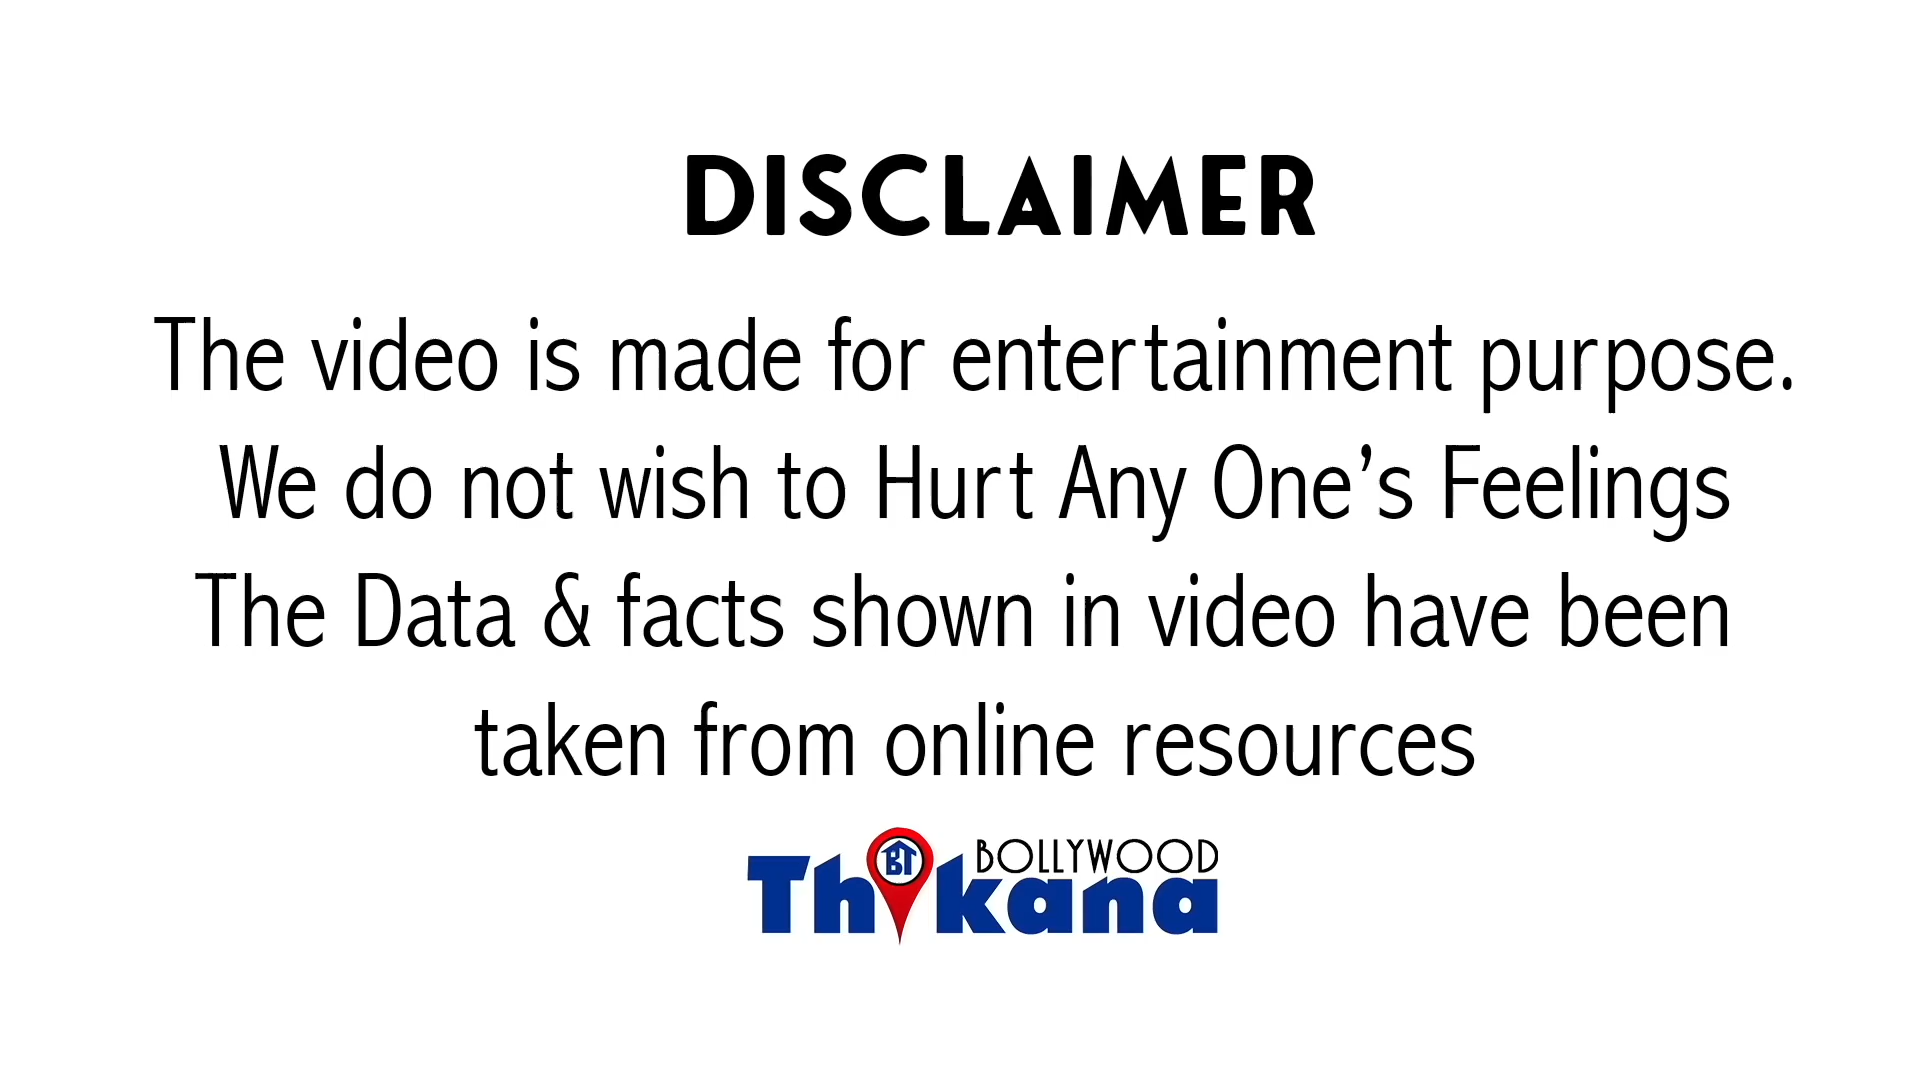 DISCLAIMER
The video is made for entertainment purpose.
We do not wish to Hurt Any One’s Feelings
The Data & facts shown in video have been
taken from online resources
BOLLYWOOD
BT
Thikana